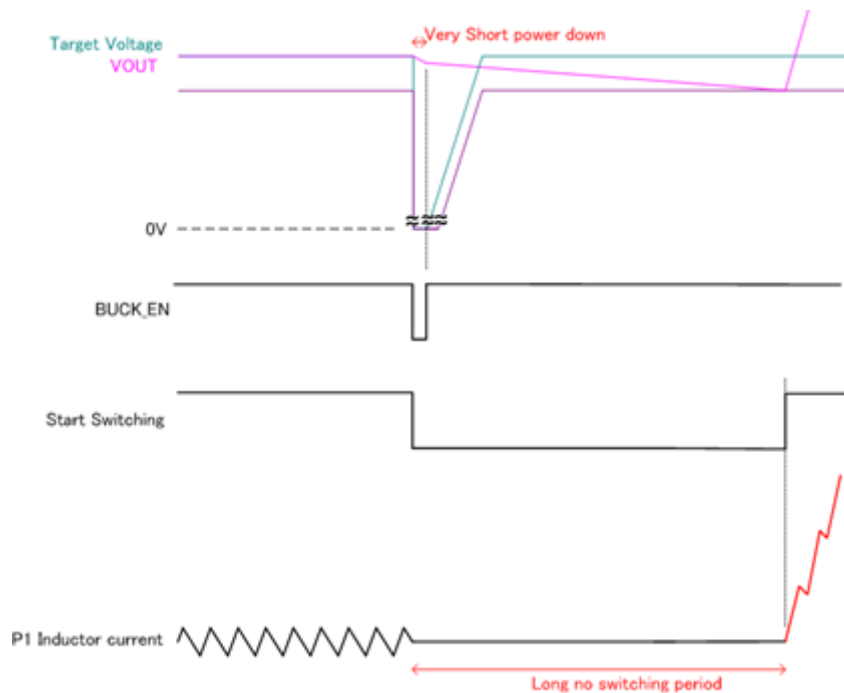 Very Short power down
Target Voltage
VOUT
0V
BUCK_EN
Start Switching
P1 Inductor current
Long no switching period